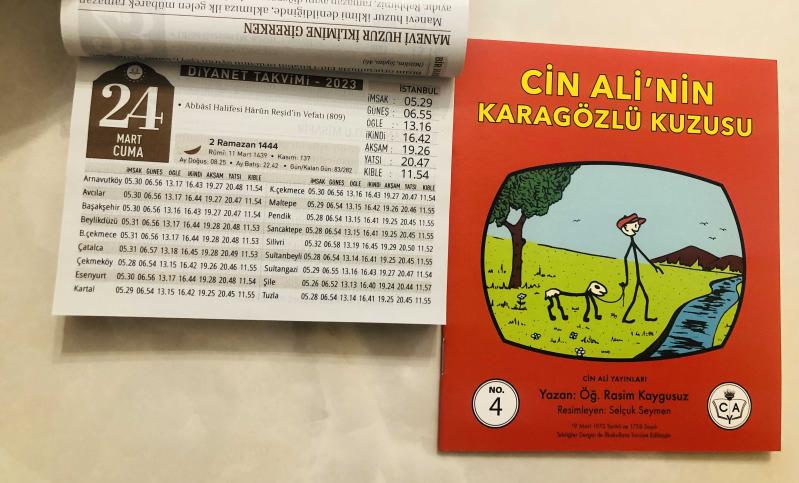 MANEVİ HUZUR İKLİMİNE GİRERKEN
DİYANET TAKVİMİ - 2023
24
MART
CUMA
• Abbâsî Halifesi Hârûn Reşid'in Vefatı (809)
2 Ramazan 1444
Rûmî: 11 Mart 1439 • Kasım: 137
Ay Doğuş: 08.25 • Ay Batış: 22.42 • Gün/Kalan Gün: 83/282
İSTANBUL
İMSAK : 05.29
GÜNEŞ : 06.55
ÖĞLE : 13.16
İKİNDİ : 16.42
AKŞAM : 19.26
YATSI : 20.47
KIBLE : 11.54
İMSAK GÜNEŞ ÖĞLE İKİNDİ AKŞAM YATSI KIBLE
Arnavutköy 05.30 06.56 13.17 16.43 19.27 20.48 11.54
Avcılar 05.30 06.56 13.17 16.44 19.27 20.47 11.54
Başakşehir 05.30 06.56 13.16 16.43 19.27 20.47 11.54
Beylikdüzü 05.31 06.56 13.17 16.44 19.28 20.48 11.53
B.çekmece 05.31 06.56 13.17 16.44 19.28 20.48 11.53
Çatalca 05.31 06.57 13.18 16.45 19.28 20.49 11.53
Çekmeköy 05.28 06.54 13.15 16.42 19.26 20.46 11.55
Esenyurt 05.30 06.56 13.17 16.44 19.28 20.48 11.54
Kartal 05.29 06.54 13.15 16.42 19.25 20.45 11.55
İMSAK GÜNEŞ ÖĞLE İKİNDİ AKŞAM YATSI KIBLE
K.çekmece 05.30 06.56 13.16 16.43 19.27 20.47 11.54
Maltepe 05.29 06.54 13.15 16.42 19.26 20.46 11.55
Pendik 05.28 06.54 13.15 16.41 19.25 20.45 11.55
Sancaktepe 05.28 06.54 13.15 16.41 19.25 20.45 11.55
Silivri 05.32 06.58 13.19 16.45 19.29 20.50 11.52
Sultanbeyli 05.28 06.54 13.14 16.41 19.25 20.45 11.55
Sultangazi 05.29 06.55 13.16 16.43 19.27 20.47 11.54
Şile 05.26 06.52 13.13 16.40 19.24 20.44 11.57
Tuzla 05.28 06.54 13.14 16.41 19.25 20.45 11.55
CİN ALİ'NİN
KARAGÖZLÜ KUZUSU
CİN ALİ YAYINLARI
NO.
4
Yazan: Öğ. Rasim Kaygusuz
Resimleyen: Selçuk Seymen
CAY
19 Mart 1973 Tarihli ve 1738 Sayılı
Tebliğler Dergisi ile İlkokullara Tavsiye Edilmiştir.